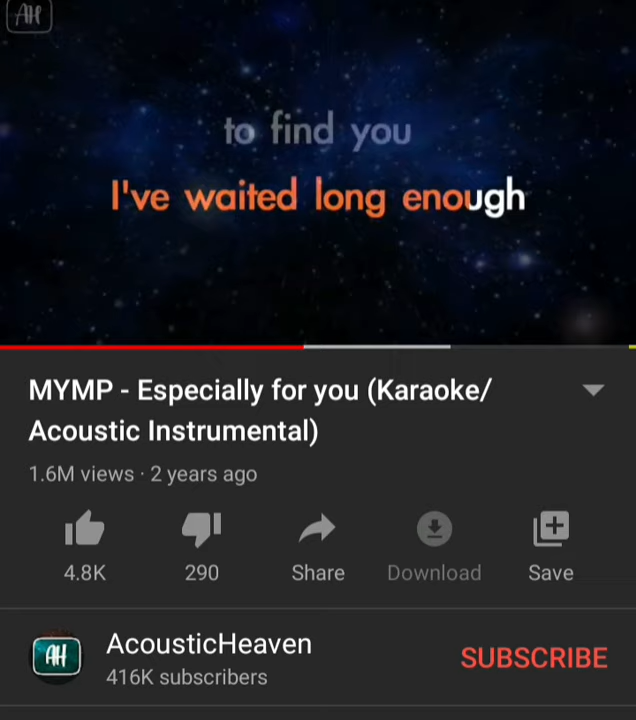 AH
to find you
I've waited long enough
MYMP - Especially for you (Karaoke/
Acoustic Instrumental)
1.6M views · 2 years ago
4.8K 290 Share Download Save
AH
AcousticHeaven
SUBSCRIBE
416K subscribers